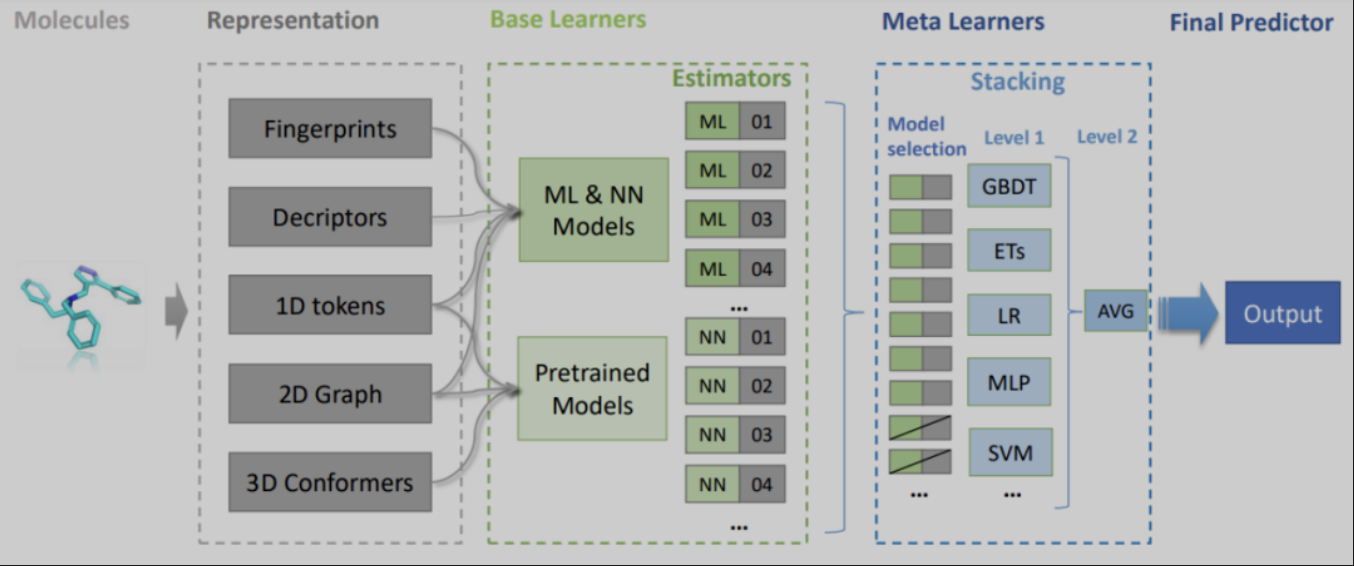 Molecules
Representation
Base Learners
Meta Learners
Final Predictor
Fingerprints
Decriptors
1D tokens
2D Graph
3D Conformers
ML & NN
Models
Pretrained
Models
Estimators
ML 01
ML 02
ML 03
ML 04
...
NN 01
NN 02
NN 03
NN 04
...
Stacking
Model
selection
...
Level 1
GBDT
ETs
LR
MLP
SVM
...
Level 2
AVG
Output